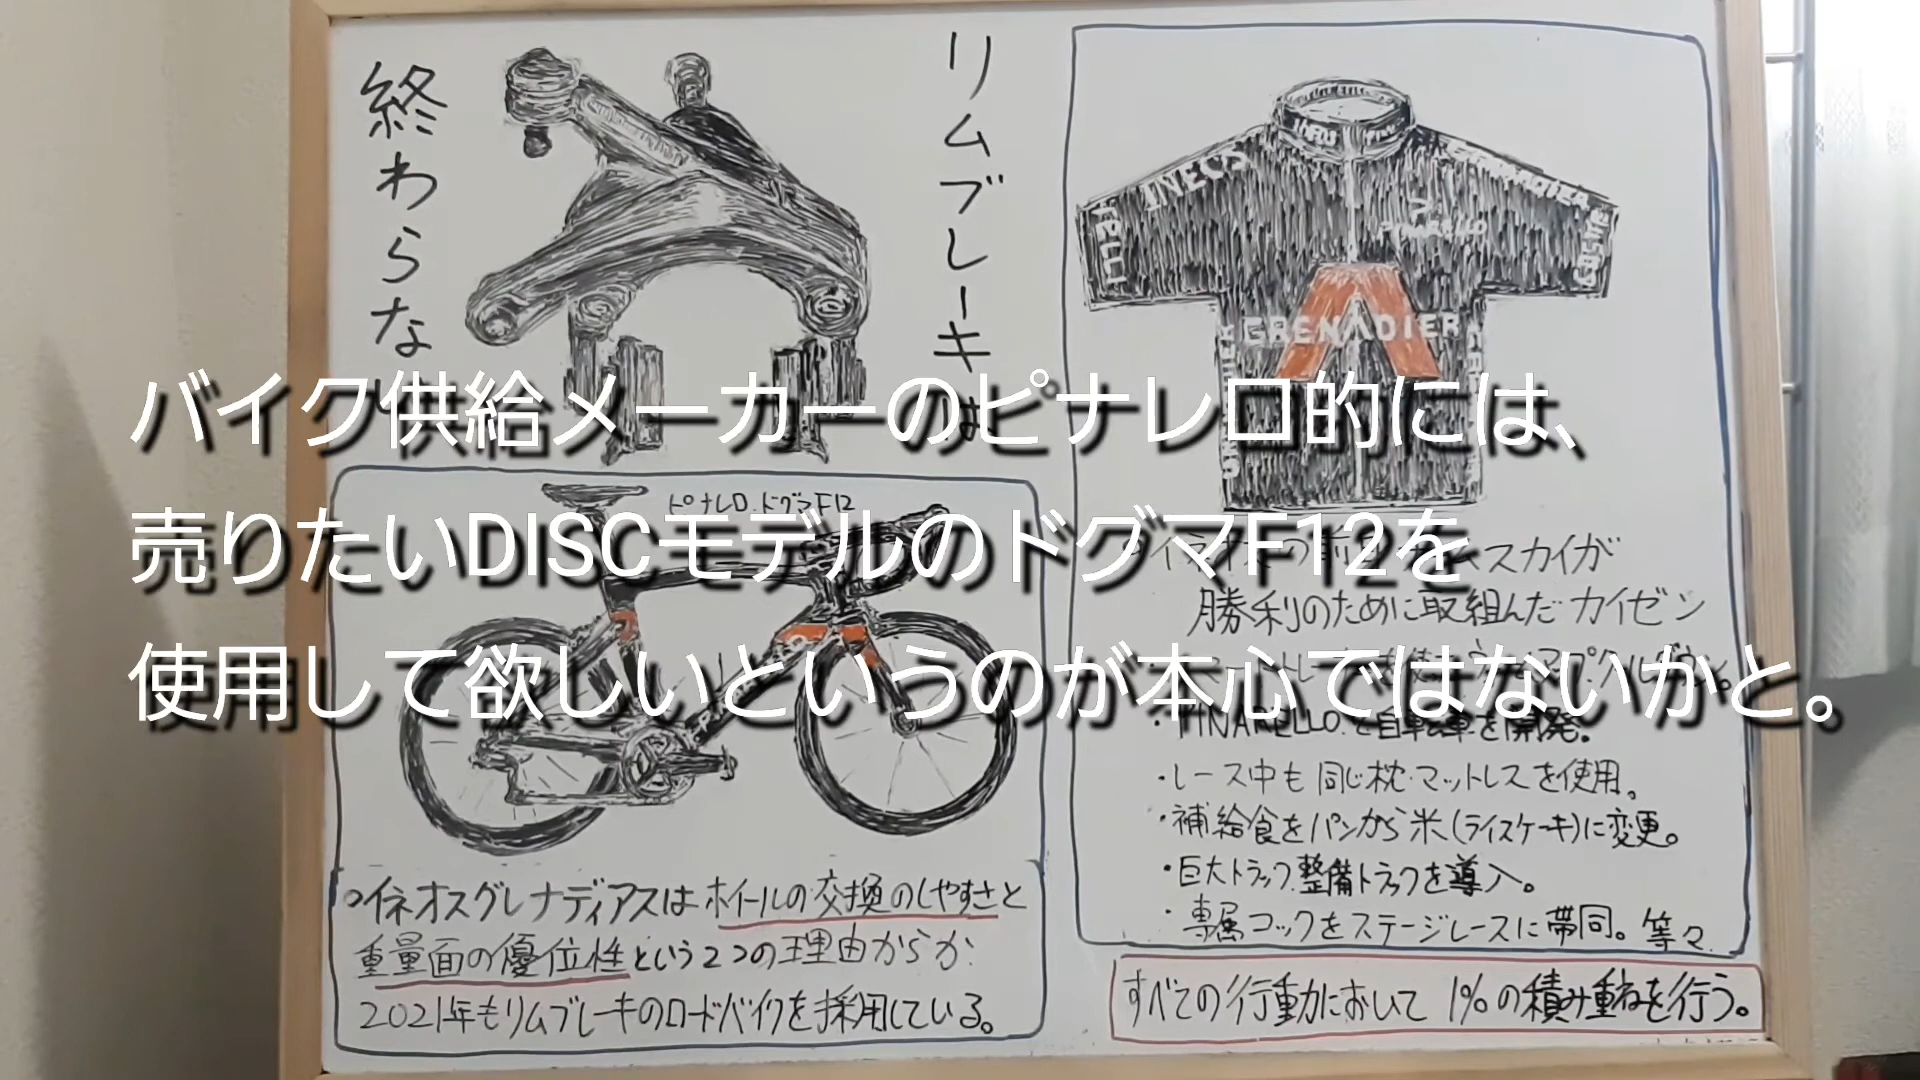 リムブレーキは
終わらない
バイク供給メーカーのピナレロ的には、
売りたいDISCモデルのドグマF12を
使用して欲しいというのが本心ではないかと。
ピナレロ.ドグマF12
○イネオスグレナディアスはホイールの交換のしやすさと
重量面の優位性という2つの理由からか
2021年もリムブレーキのロードバイクを採用している。
INEOS
INEOS
FELLI
PINARELLO
GRENADIER
スカイが
勝利のために取組んだカイゼン
・PINARELLOと自転車を開発。
・レース中も同じ枕・マットレスを使用。
・補給食をパンから米(ライスケーキ)に変更。
・巨大トラック整備トラックを導入。
・専属コックをステージレースに帯同。等々
すべての行動において1%の積み重ねを行う。